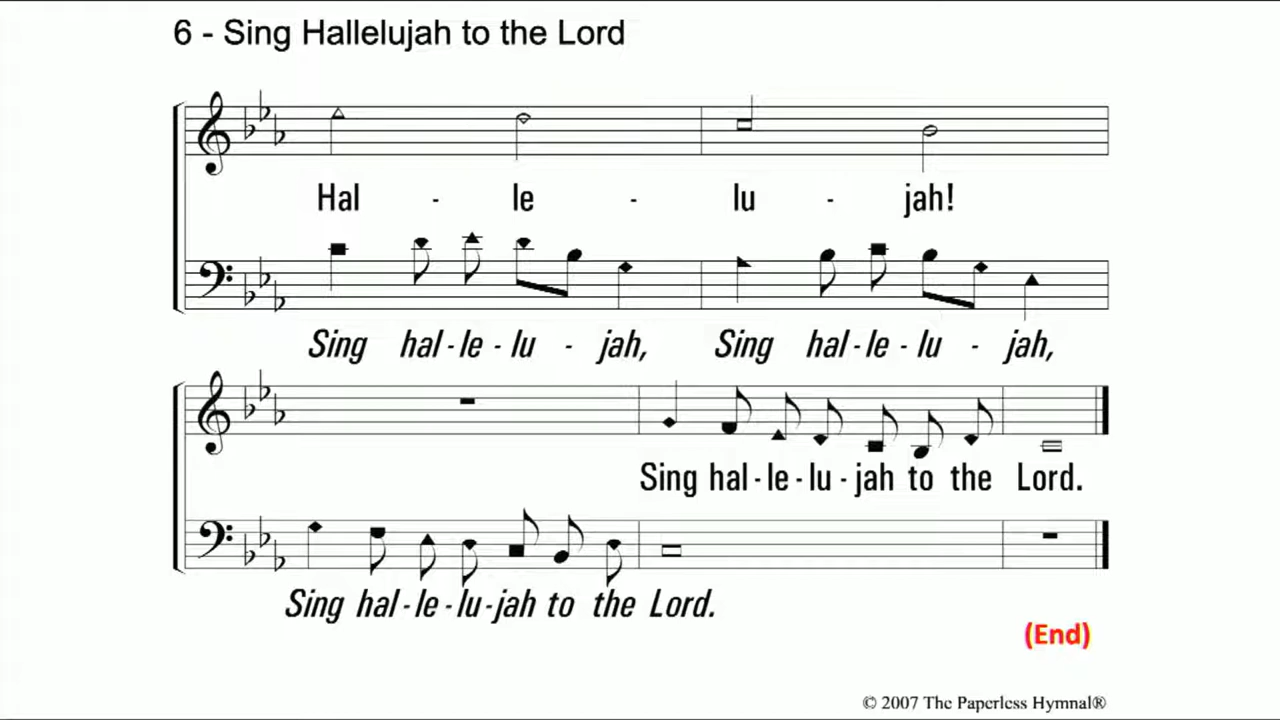 6 - Sing Hallelujah to the Lord
Hal - le - lu - jah!
Sing hal - le - lu - jah, Sing hal - le - lu - jah,
Sing hal - le - lu - jah to the Lord.
Sing hal - le - lu - jah to the Lord.
(End)
© 2007 The Paperless Hymnal®